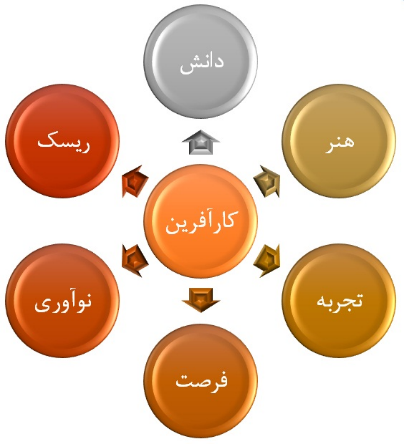 دانش
هنر
ریسک
کارآفرین
تجربه
نوآوری
فرصت